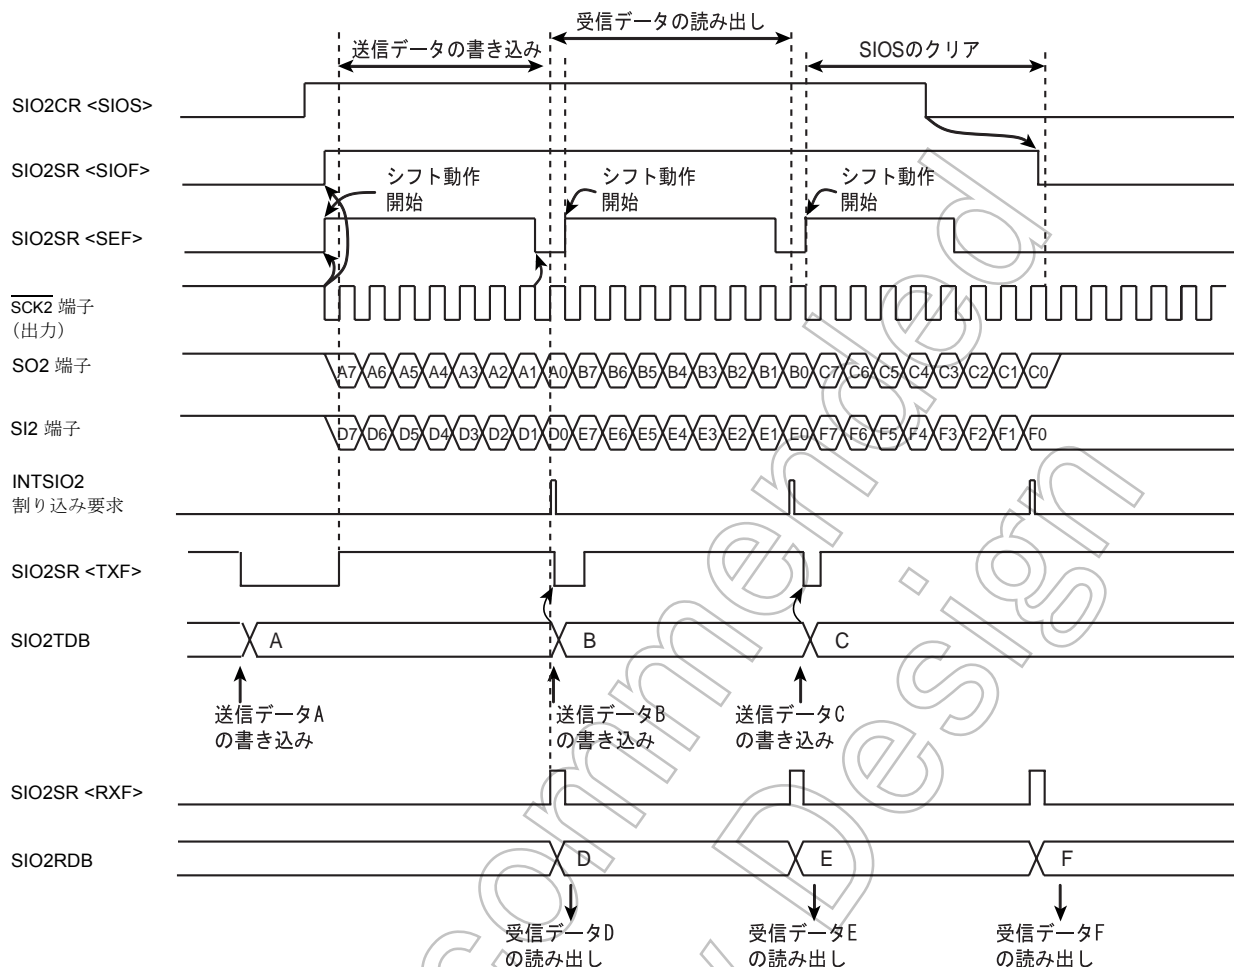 受信データの読み出し
送信データの書き込み
SIOSのクリア
SIO2CR <SIOS>
SIO2SR <SIOF>
シフト動作
開始
シフト動作
開始
シフト動作
開始
SIO2SR <SEF>
SCK2 端子
(出力)
SO2 端子
A7 A6 A5 A4 A3 A2 A1 A0 B7 B6 B5 B4 B3 B2 B1 B0 C7 C6 C5 C4 C3 C2 C1 C0
SI2 端子
D7 D6 D5 D4 D3 D2 D1 D0 E7 E6 E5 E4 E3 E2 E1 E0 F7 F6 F5 F4 F3 F2 F1 F0
INTSIO2
割り込み要求
SIO2SR <TXF>
SIO2TDB
A
B
C
送信データA
の書き込み
送信データB
の書き込み
送信データC
の書き込み
SIO2SR <RXF>
SIO2RDB
D
E
F
受信データD
の読み出し
受信データE
の読み出し
受信データF
の読み出し
ommended
Design